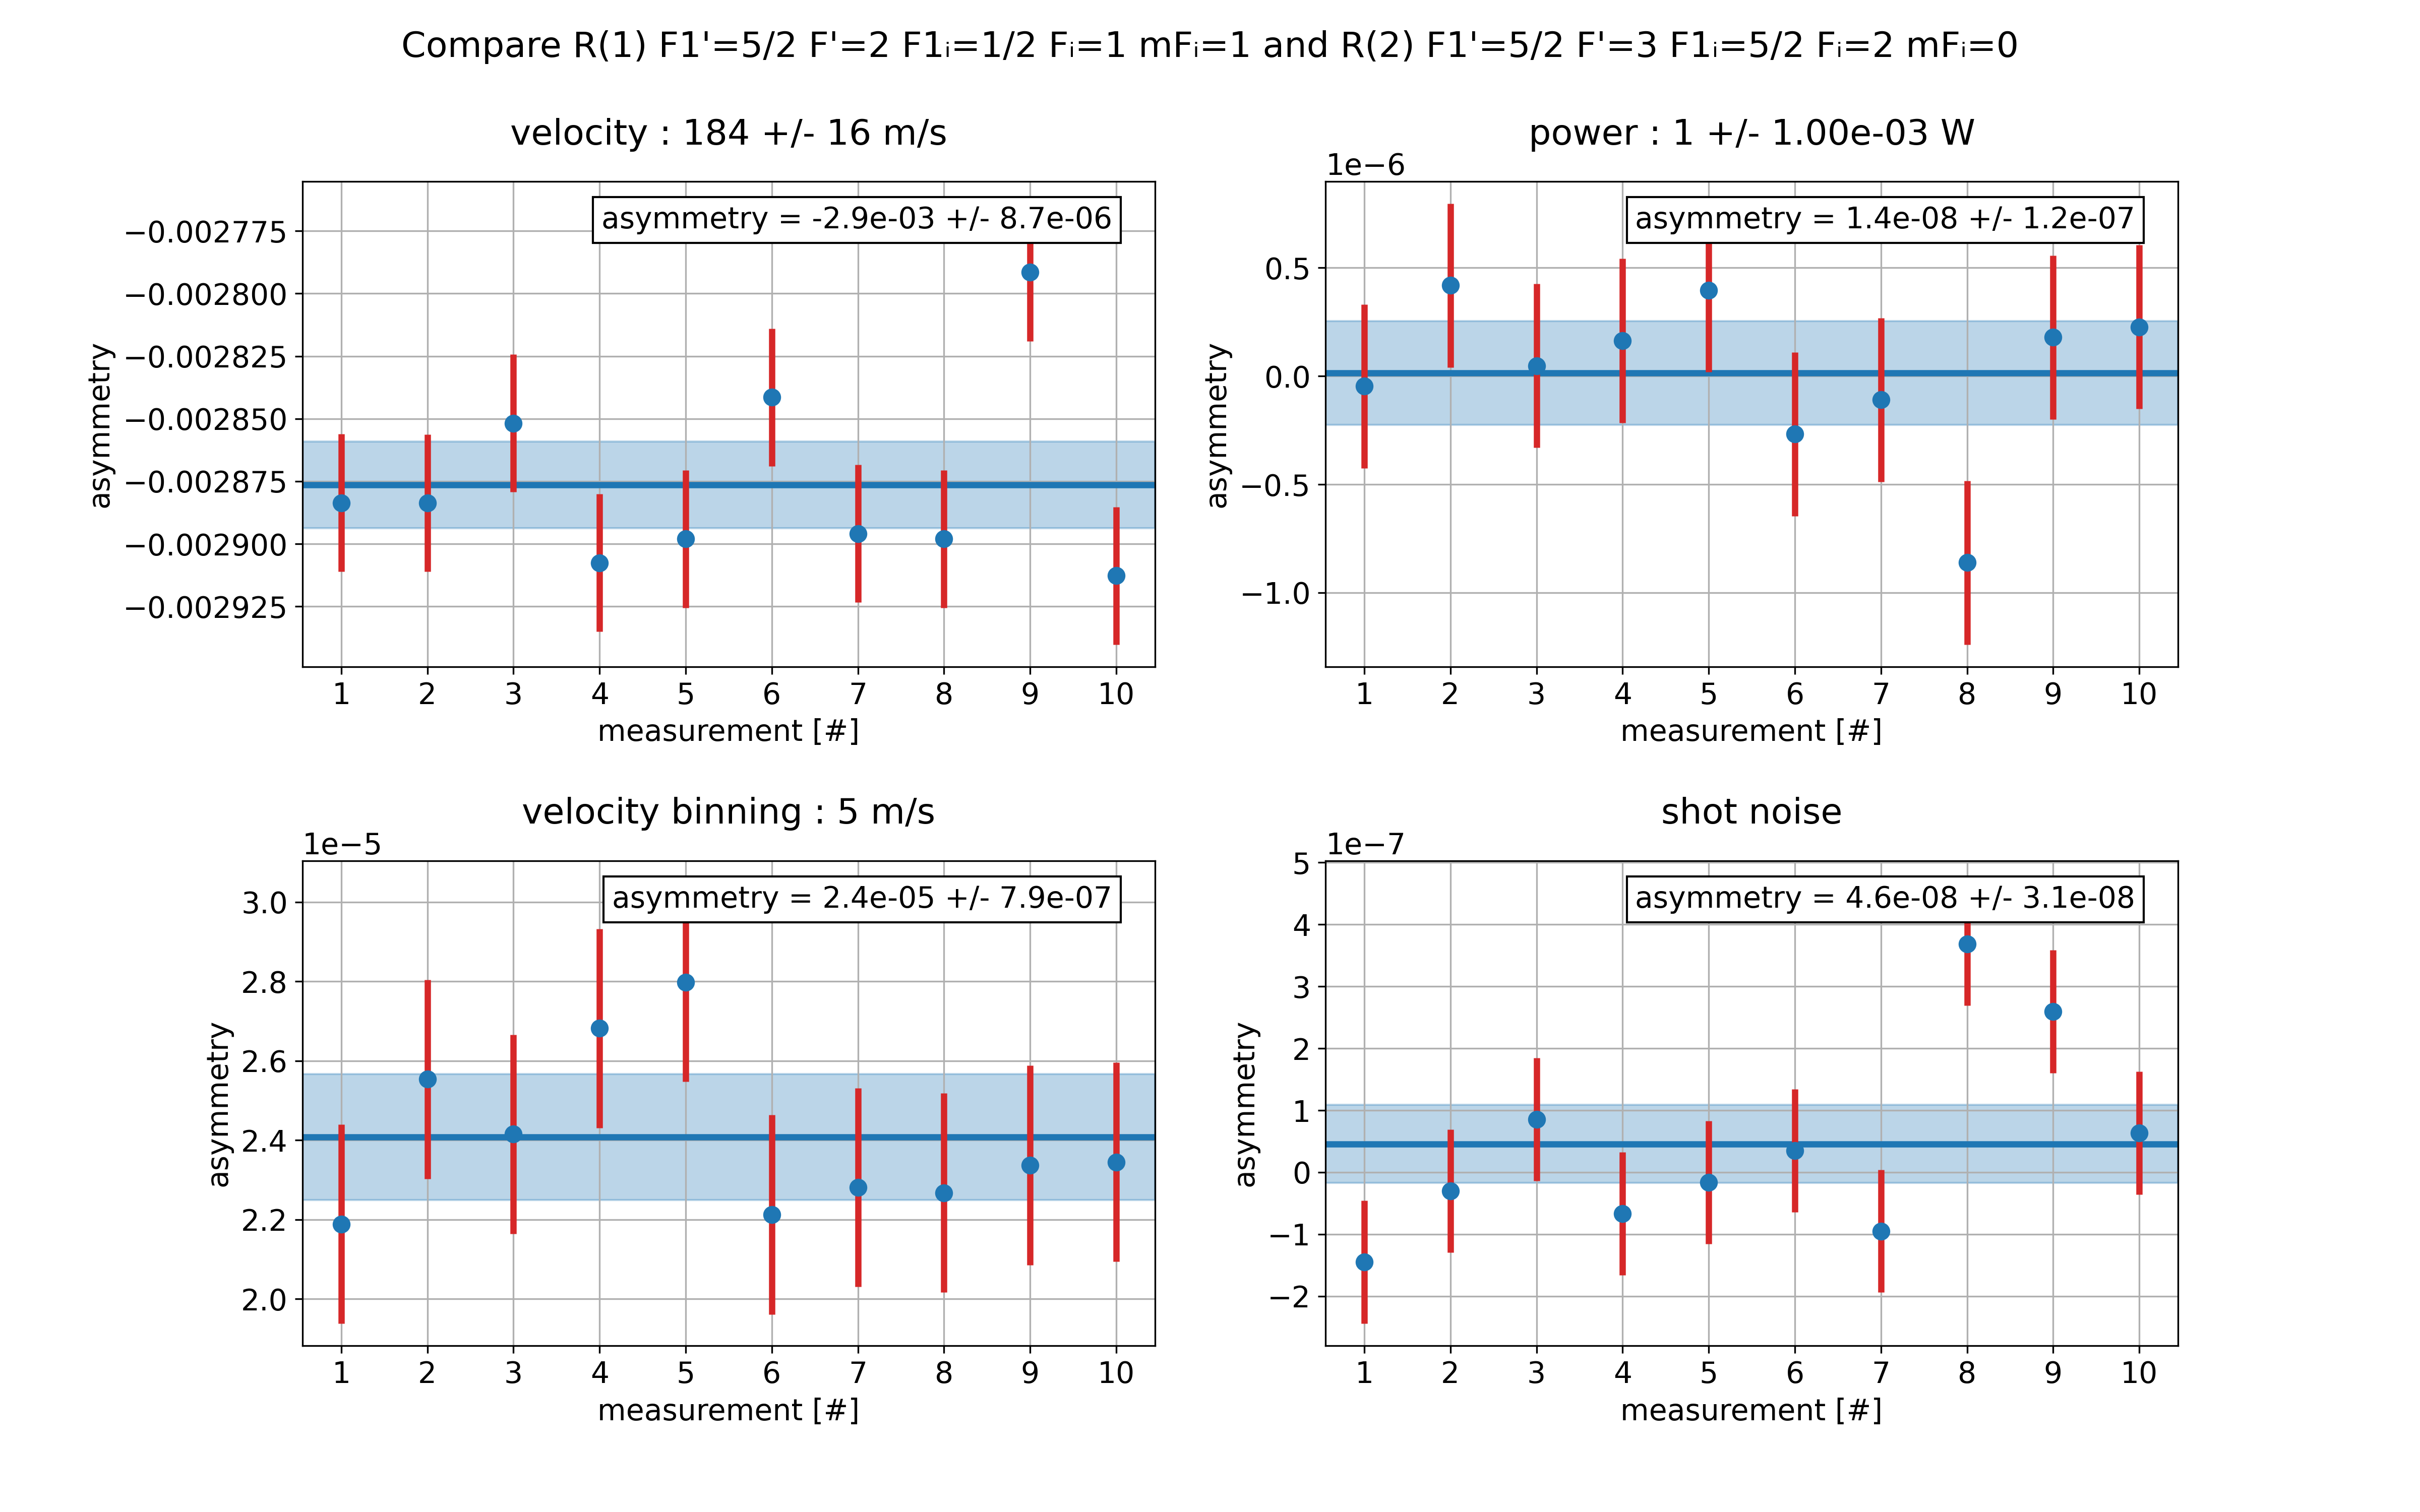 Compare R(1) F1'=5/2 F'=2 F1ᵢ=1/2 Fᵢ=1 mFᵢ=1 and R(2) F1'=5/2 F'=3 F1ᵢ=5/2 Fᵢ=2 mFᵢ=0
velocity : 184 +/- 16 m/s
asymmetry = -2.9e-03 +/- 8.7e-06
−0.002775
−0.002800
−0.002825
−0.002850
−0.002875
−0.002900
−0.002925
asymmetry
1 2 3 4 5 6 7 8 9 10
measurement [#]
power : 1 +/- 1.00e-03 W
1e−6
asymmetry = 1.4e-08 +/- 1.2e-07
0.5
0.0
−0.5
−1.0
asymmetry
1 2 3 4 5 6 7 8 9 10
measurement [#]
velocity binning : 5 m/s
1e−5
asymmetry = 2.4e-05 +/- 7.9e-07
3.0
2.8
2.6
2.4
2.2
2.0
asymmetry
1 2 3 4 5 6 7 8 9 10
measurement [#]
shot noise
1e−7
asymmetry = 4.6e-08 +/- 3.1e-08
5
4
3
2
1
0
−1
−2
asymmetry
1 2 3 4 5 6 7 8 9 10
measurement [#]